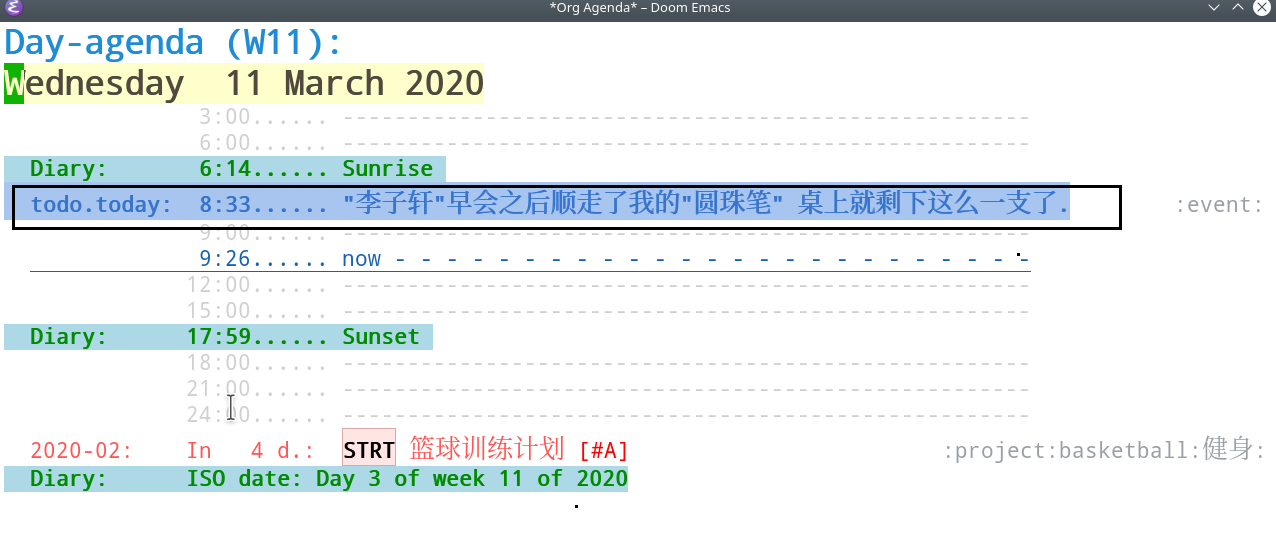 *Org Agenda* – Doom Emacs
Day-agenda (W11):
Wednesday  11 March 2020
3:00...... -----------------------------------------------------
6:00...... -----------------------------------------------------
Diary:       6:14...... Sunrise
todo.today:  8:33...... "李子轩"早会之后顺走了我的"圆珠笔" 桌上就剩下这么一支了.        :event:
9:00...... -----------------------------------------------------
9:26...... now - - - - - - - - - - - - - - - - - - - - - - - - -
12:00...... -----------------------------------------------------
15:00...... -----------------------------------------------------
Diary:      17:59...... Sunset
18:00...... -----------------------------------------------------
21:00...... -----------------------------------------------------
24:00...... -----------------------------------------------------
2020-02:    In   4 d.:  STRT 篮球训练计划 [#A]        :project:basketball:健身:
Diary:      ISO date: Day 3 of week 11 of 2020